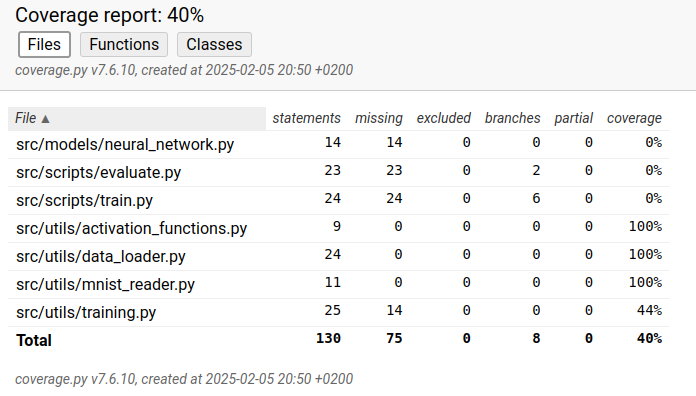 Coverage report: 40%
Files Functions Classes
coverage.py v7.6.10, created at 2025-02-05 20:50 +0200
File ▲ statements missing excluded branches partial coverage
src/models/neural_network.py 14 14 0 0 0 0%
src/scripts/evaluate.py 23 23 0 2 0 0%
src/scripts/train.py 24 24 0 6 0 0%
src/utils/activation_functions.py 9 0 0 0 0 100%
src/utils/data_loader.py 24 0 0 0 0 100%
src/utils/mnist_reader.py 11 0 0 0 0 100%
src/utils/training.py 25 14 0 0 0 44%
Total 130 75 0 8 0 40%
coverage.py v7.6.10, created at 2025-02-05 20:50 +0200